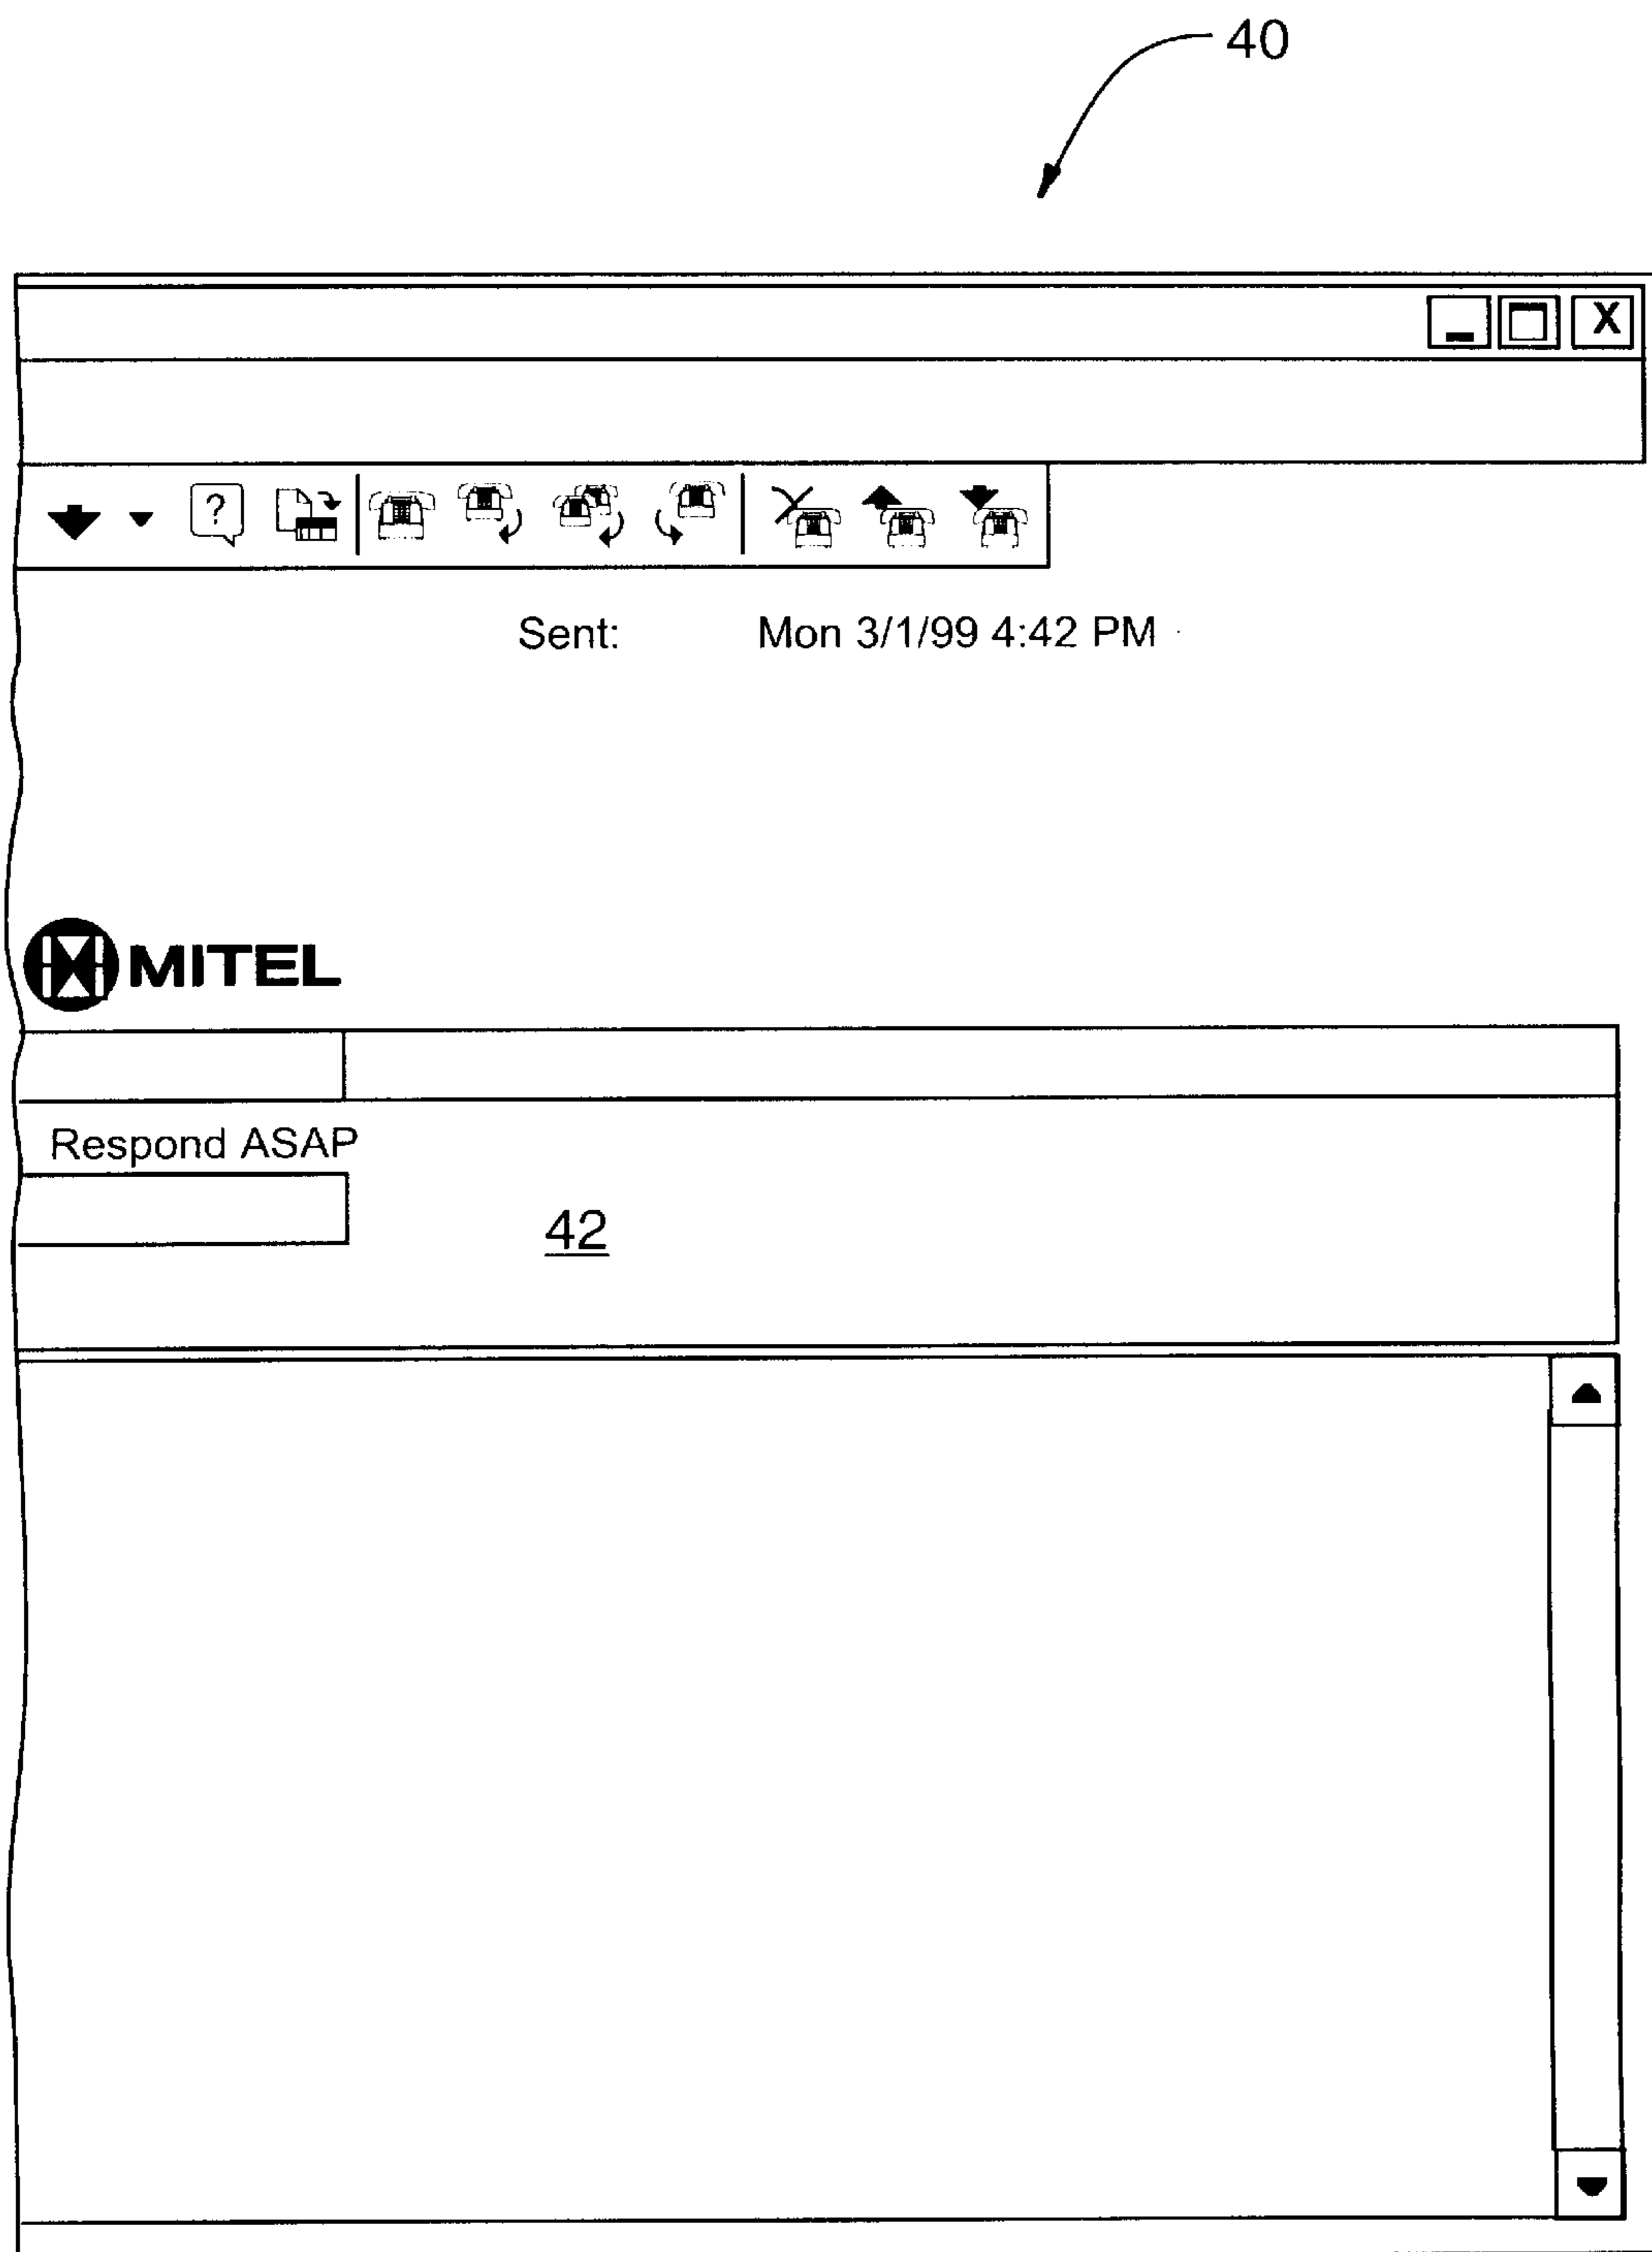 40
X
?
Sent: Mon 3/1/99 4:42 PM
MITEL
Respond ASAP
42